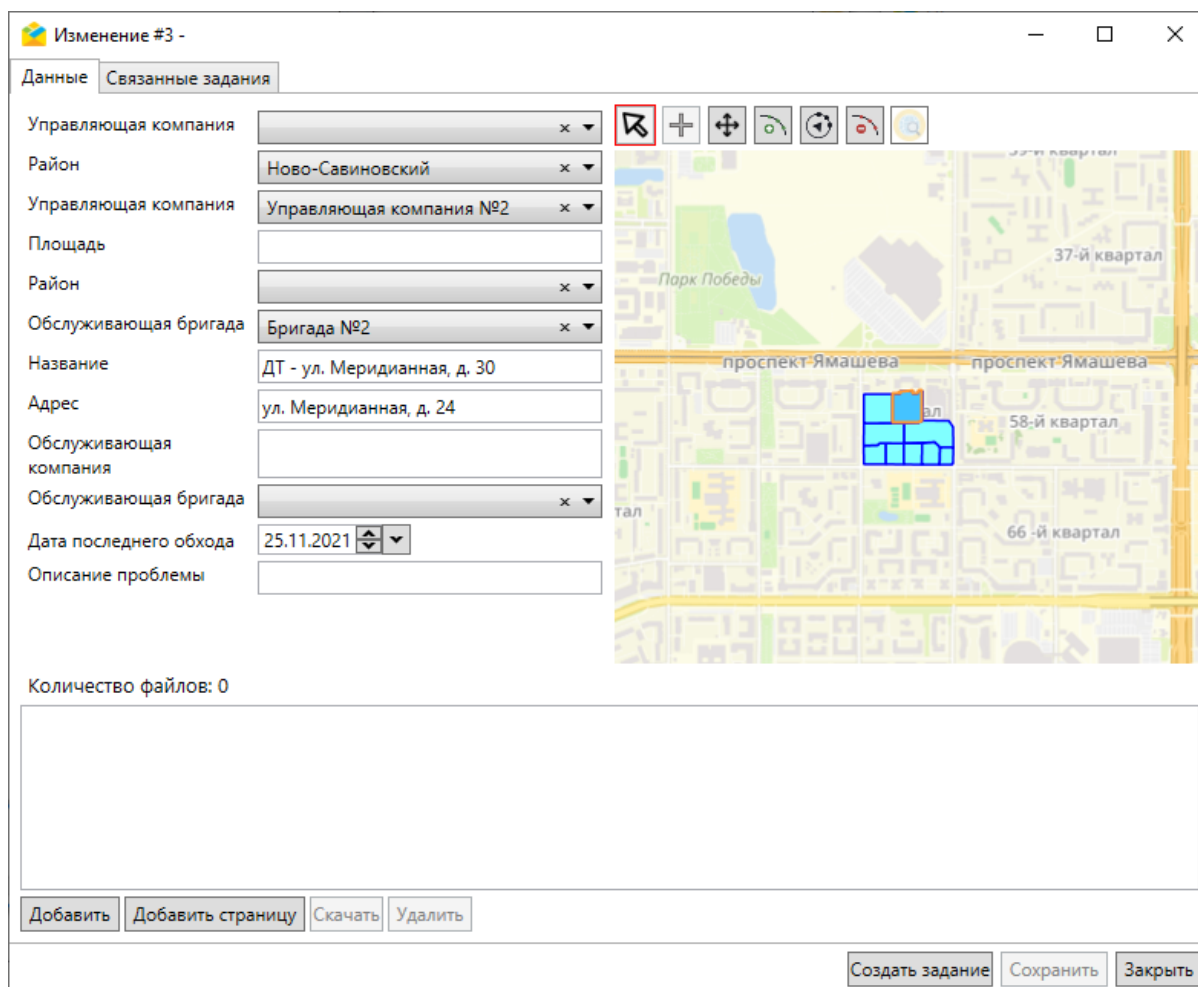 Изменение #3 -
Данные
Связанные задания
Управляющая компания
Район
Ново-Савиновский
Управляющая компания
Управляющая компания №2
Площадь
Район
Обслуживающая бригада
Бригада №2
Название
ДТ - ул. Меридианная, д. 30
Адрес
ул. Меридианная, д. 24
Обслуживающая
компания
Обслуживающая бригада
Дата последнего обхода
25.11.2021
Описание проблемы
37-й квартал
Парк Победы
проспект Ямашева
проспект Ямашева
ал
58-й квартал
тал
66 -й квартал
Количество файлов: 0
Добавить
Добавить страницу
Скачать
Удалить
Создать задание
Сохранить
Закрыть